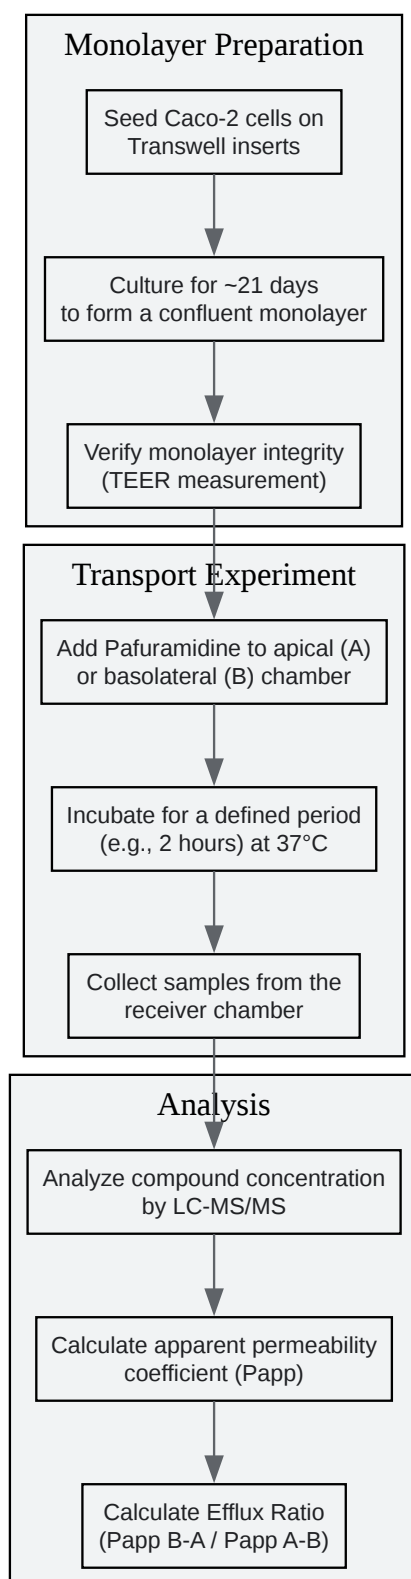 Monolayer Preparation
Seed Caco-2 cells on
Transwell inserts
Culture for ~21 days
to form a confluent monolayer
Verify monolayer integrity
(TEER measurement)
Transport Experiment
Add Pafuramidine to apical (A)
or basolateral (B) chamber
Incubate for a defined period
(e.g., 2 hours) at 37°C
Collect samples from the
receiver chamber
Analysis
Analyze compound concentration
by LC-MS/MS
Calculate apparent permeability
coefficient (Papp)
Calculate Efflux Ratio
(Papp B-A / Papp A-B)